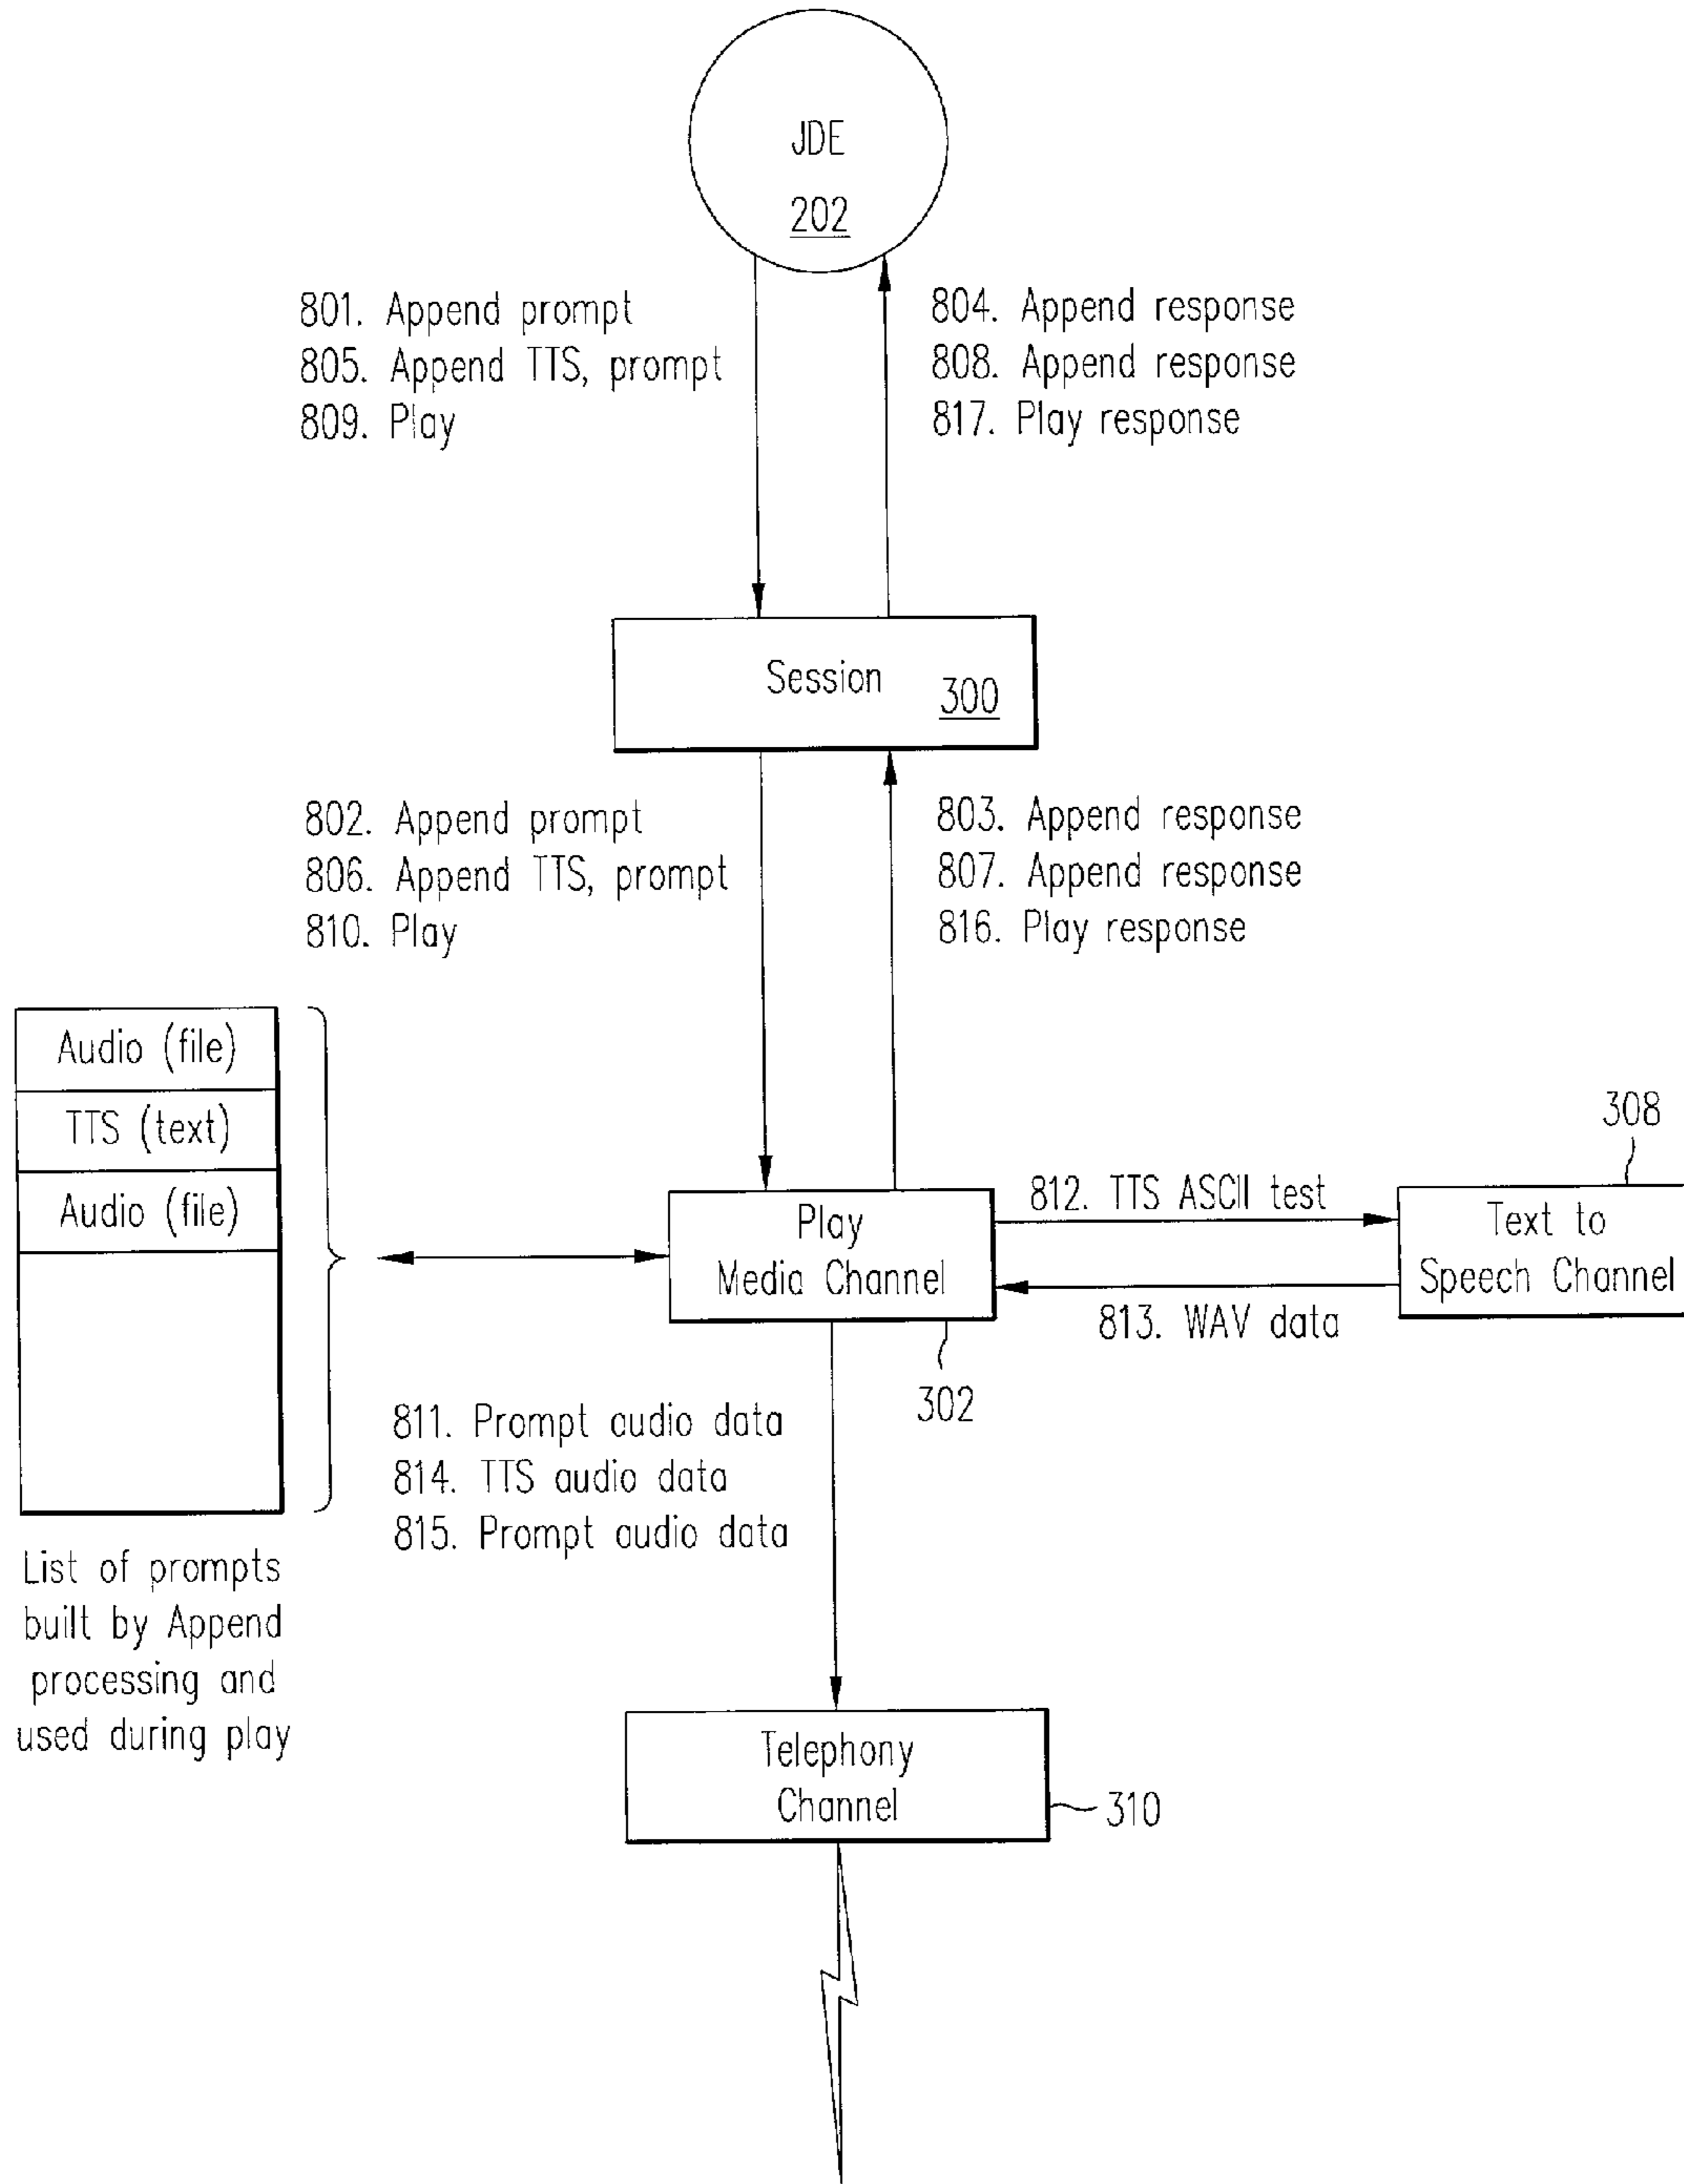 JDE
202
801. Append prompt
805. Append TTS, prompt
809. Play
804. Append response
808. Append response
817. Play response
Session
300
802. Append prompt
806. Append TTS, prompt
810. Play
803. Append response
807. Append response
816. Play response
Audio (file)
TTS (text)
Audio (file)
List of prompts
built by Append
processing and
used during play
Play
Media Channel
302
812. TTS ASCII test
813. WAV data
308
Text to
Speech Channel
811. Prompt audio data
814. TTS audio data
815. Prompt audio data
Telephony
Channel
310